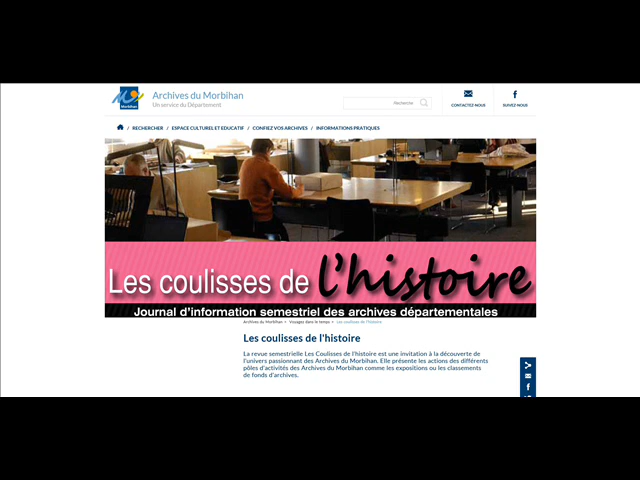 Morbihan
Archives du Morbihan
Un service du Département
Recherche
CONTACTEZ-NOUS
SUIVEZ-NOUS
/ RECHERCHER / ESPACE CULTUREL ET EDUCATIF / CONFIEZ VOS ARCHIVES / INFORMATIONS PRATIQUES
Les coulisses de l'histoire
Journal d'information semestriel des archives départementales
Archives du Morbihan > Voyages dans le temps > Les coulisses de l'histoire
Les coulisses de l'histoire
La revue semestrielle Les Coulisses de l'histoire est une invitation à la découverte de
l'univers passionnant des Archives du Morbihan. Elle présente les actions des différents
pôles d'activités des Archives du Morbihan comme les expositions ou les classements
de fonds d'archives.